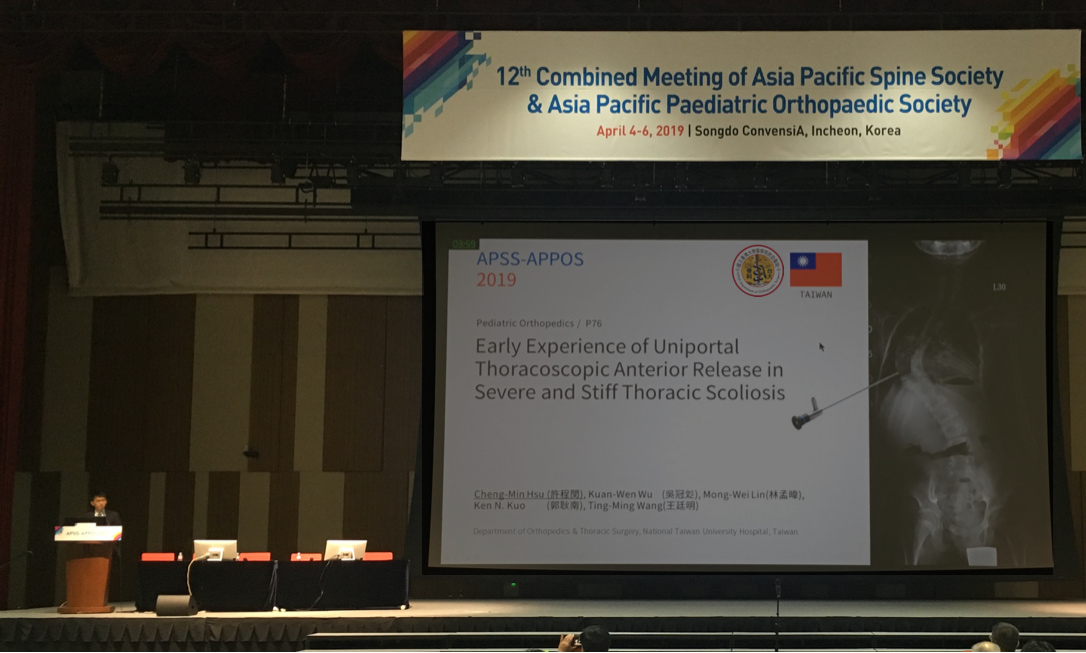 12th Combined Meeting of Asia Pacific Spine Society
& Asia Pacific Paediatric Orthopaedic Society
April 4-6, 2019 | Songdo ConvensiA, Incheon, Korea
03:58
APSS-APPOS
2019
TAIWAN
L30
Pediatric Orthopedics / P76
Early Experience of Uniportal
Thoracoscopic Anterior Release in
Severe and Stiff Thoracic Scoliosis
Cheng-Min Hsu (許程閔), Kuan-Wen Wu (吳冠彣), Mong-Wei Lin(林孟暐),
Ken N. Kuo (郭耿南), Ting-Ming Wang(王廷明)
Department of Orthopedics & Thoracic Surgery, National Taiwan University Hospital, Taiwan
APSS-APPOS